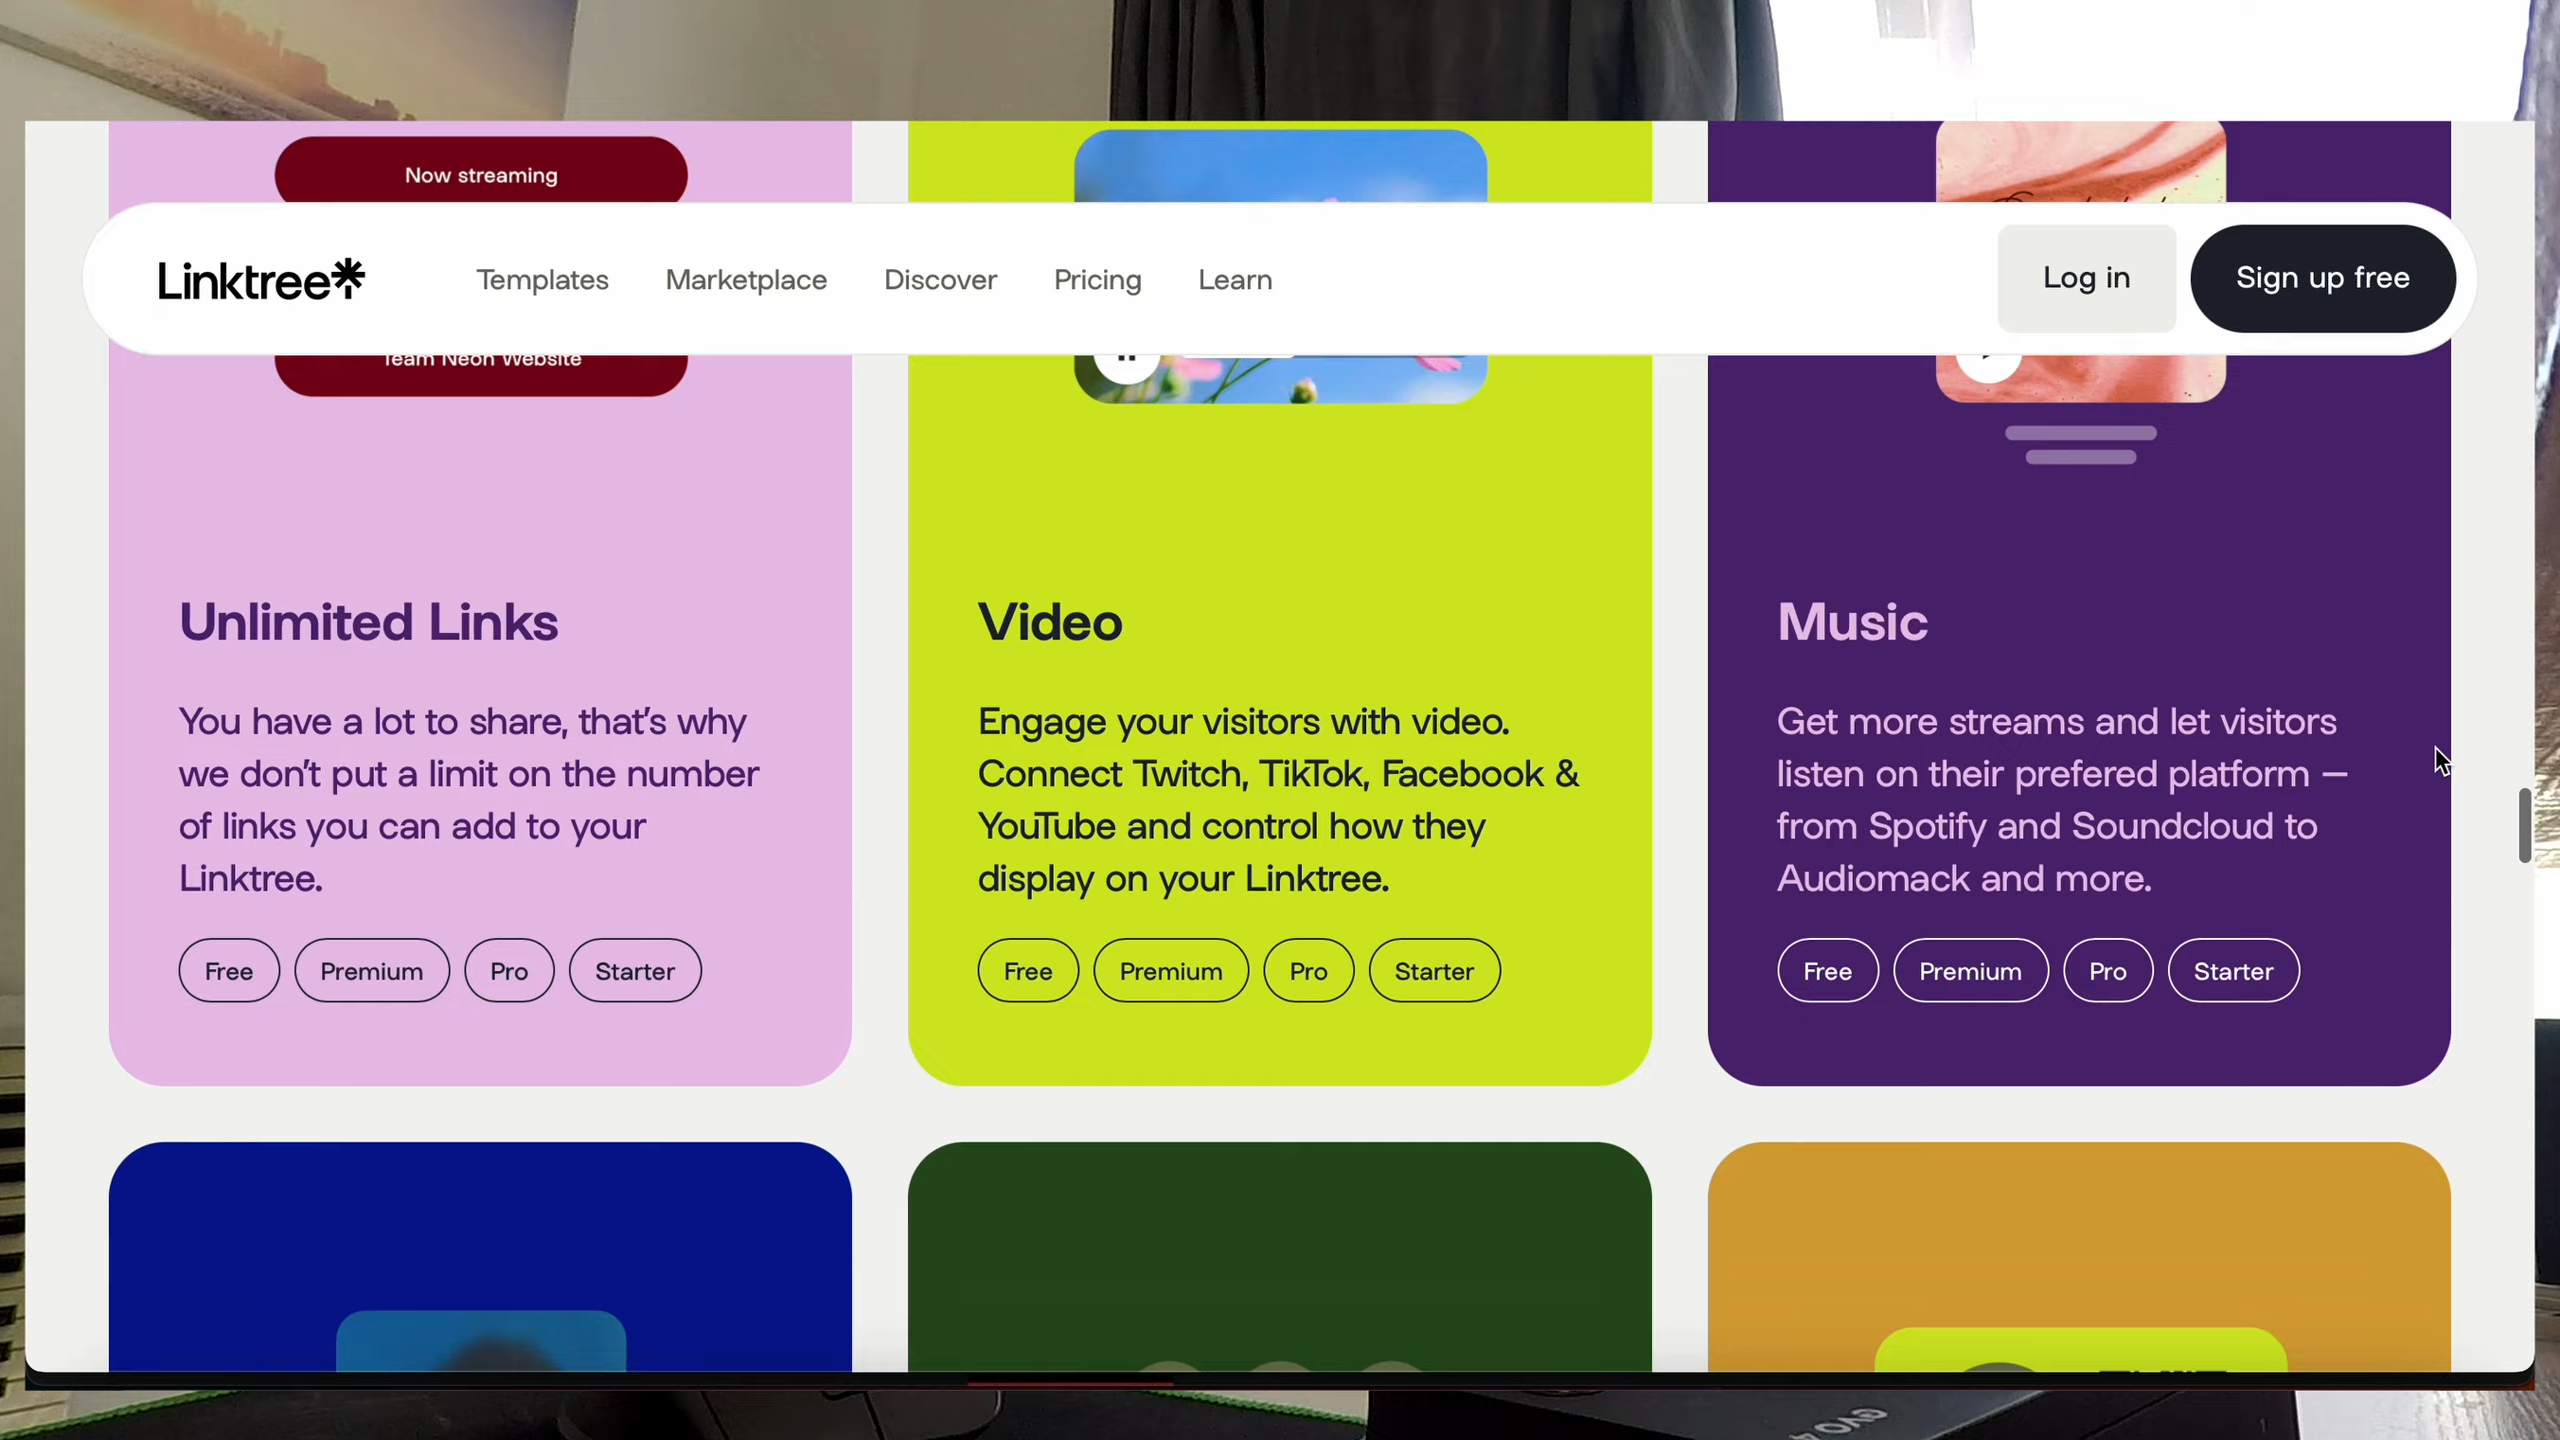 Now streaming
Linktree
Templates
Marketplace
Discover
Pricing
Learn
Log in
Sign up free
Team Neon Website
Unlimited Links
You have a lot to share, that's why
we don't put a limit on the number
of links you can add to your
Linktree.
Free
Premium
Pro
Starter
Video
Engage your visitors with video.
Connect Twitch, TikTok, Facebook &
YouTube and control how they
display on your Linktree.
Free
Premium
Pro
Starter
Music
Get more streams and let visitors
listen on their prefered platform —
from Spotify and Soundcloud to
Audiomack and more.
Free
Premium
Pro
Starter